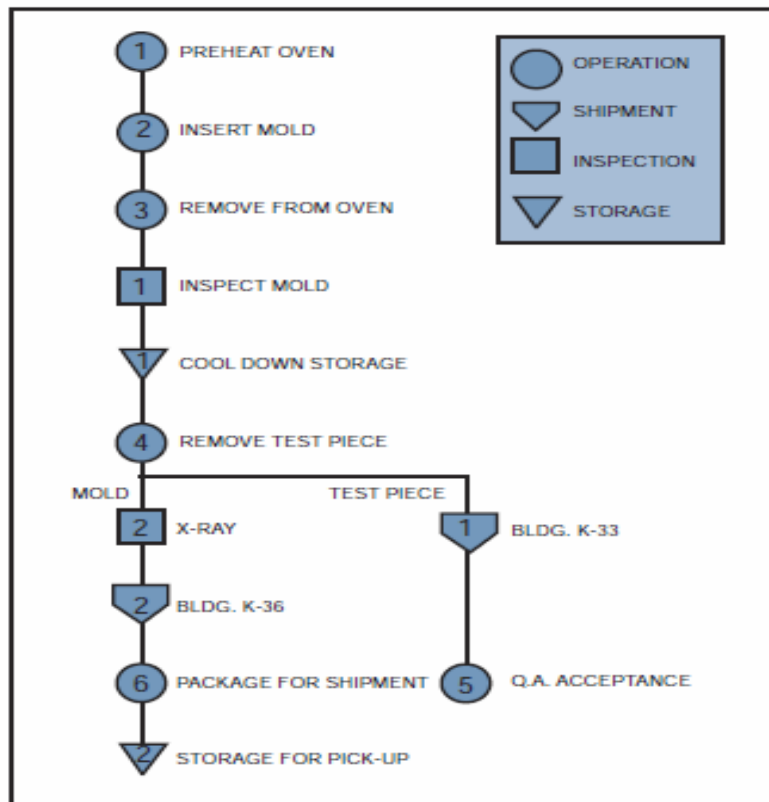 1 PREHEAT OVEN
2 INSERT MOLD
3 REMOVE FROM OVEN
1 INSPECT MOLD
1 COOL DOWN STORAGE
4 REMOVE TEST PIECE
MOLD
TEST PIECE
2 X-RAY
1 BLDG. K-33
2 BLDG. K-36
6 PACKAGE FOR SHIPMENT
5 Q.A. ACCEPTANCE
2 STORAGE FOR PICK-UP
OPERATION
SHIPMENT
INSPECTION
STORAGE